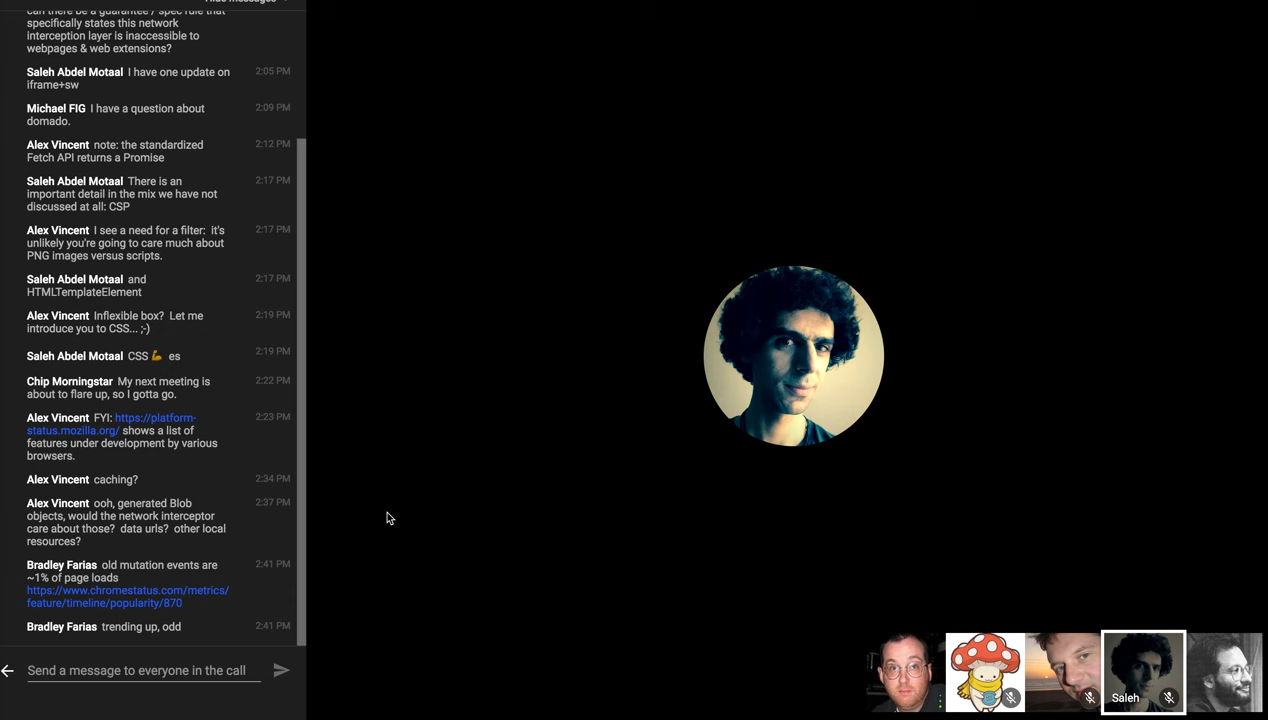 Hide messages
can there be a guarantee / spec rule that
specifically states this network
interception layer is inaccessible to
webpages & web extensions?
Saleh Abdel Motaal I have one update on 2:05 PM
iframe+sw
Michael FIG I have a question about 2:09 PM
domado.
Alex Vincent note: the standardized 2:12 PM
Fetch API returns a Promise
Saleh Abdel Motaal There is an 2:17 PM
important detail in the mix we have not
discussed at all: CSP
Alex Vincent I see a need for a filter: it's 2:17 PM
unlikely you're going to care much about
PNG images versus scripts.
Saleh Abdel Motaal and 2:17 PM
HTMLTemplateElement
Alex Vincent Inflexible box? Let me 2:19 PM
introduce you to CSS... ;-)
Saleh Abdel Motaal CSS 💪 es 2:19 PM
Chip Morningstar My next meeting is 2:22 PM
about to flare up, so I gotta go.
Alex Vincent FYI: https://platform- 2:23 PM
status.mozilla.org/ shows a list of
features under development by various
browsers.
Alex Vincent caching? 2:34 PM
Alex Vincent ooh, generated Blob 2:37 PM
objects, would the network interceptor
care about those? data urls? other local
resources?
Bradley Farias old mutation events are 2:41 PM
~1% of page loads
https://www.chromestatus.com/metrics/
feature/timeline/popularity/870
Bradley Farias trending up, odd 2:41 PM
Send a message to everyone in the call
Saleh